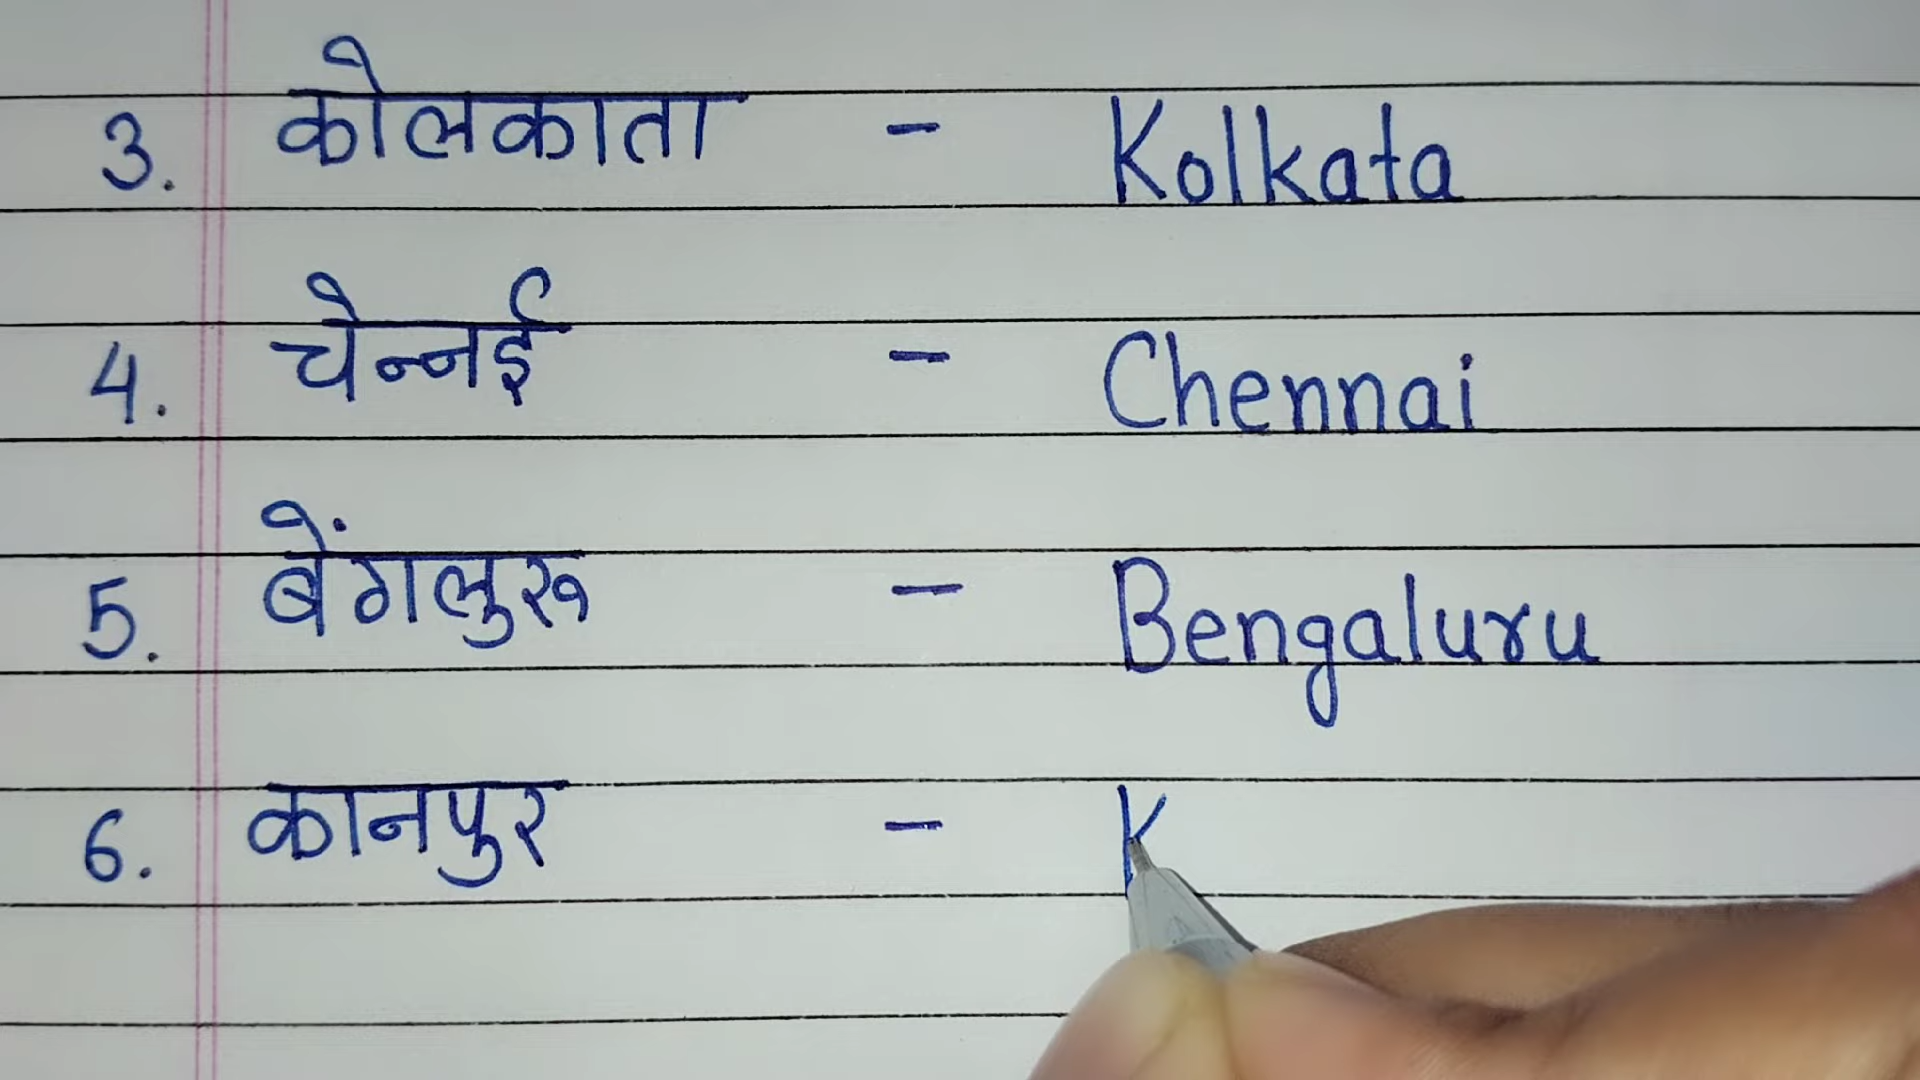 3. कोलकाता - Kolkata
4. चेन्नई - Chennai
5. बेंगलुरू - Bengaluru
6. कानपुर - K